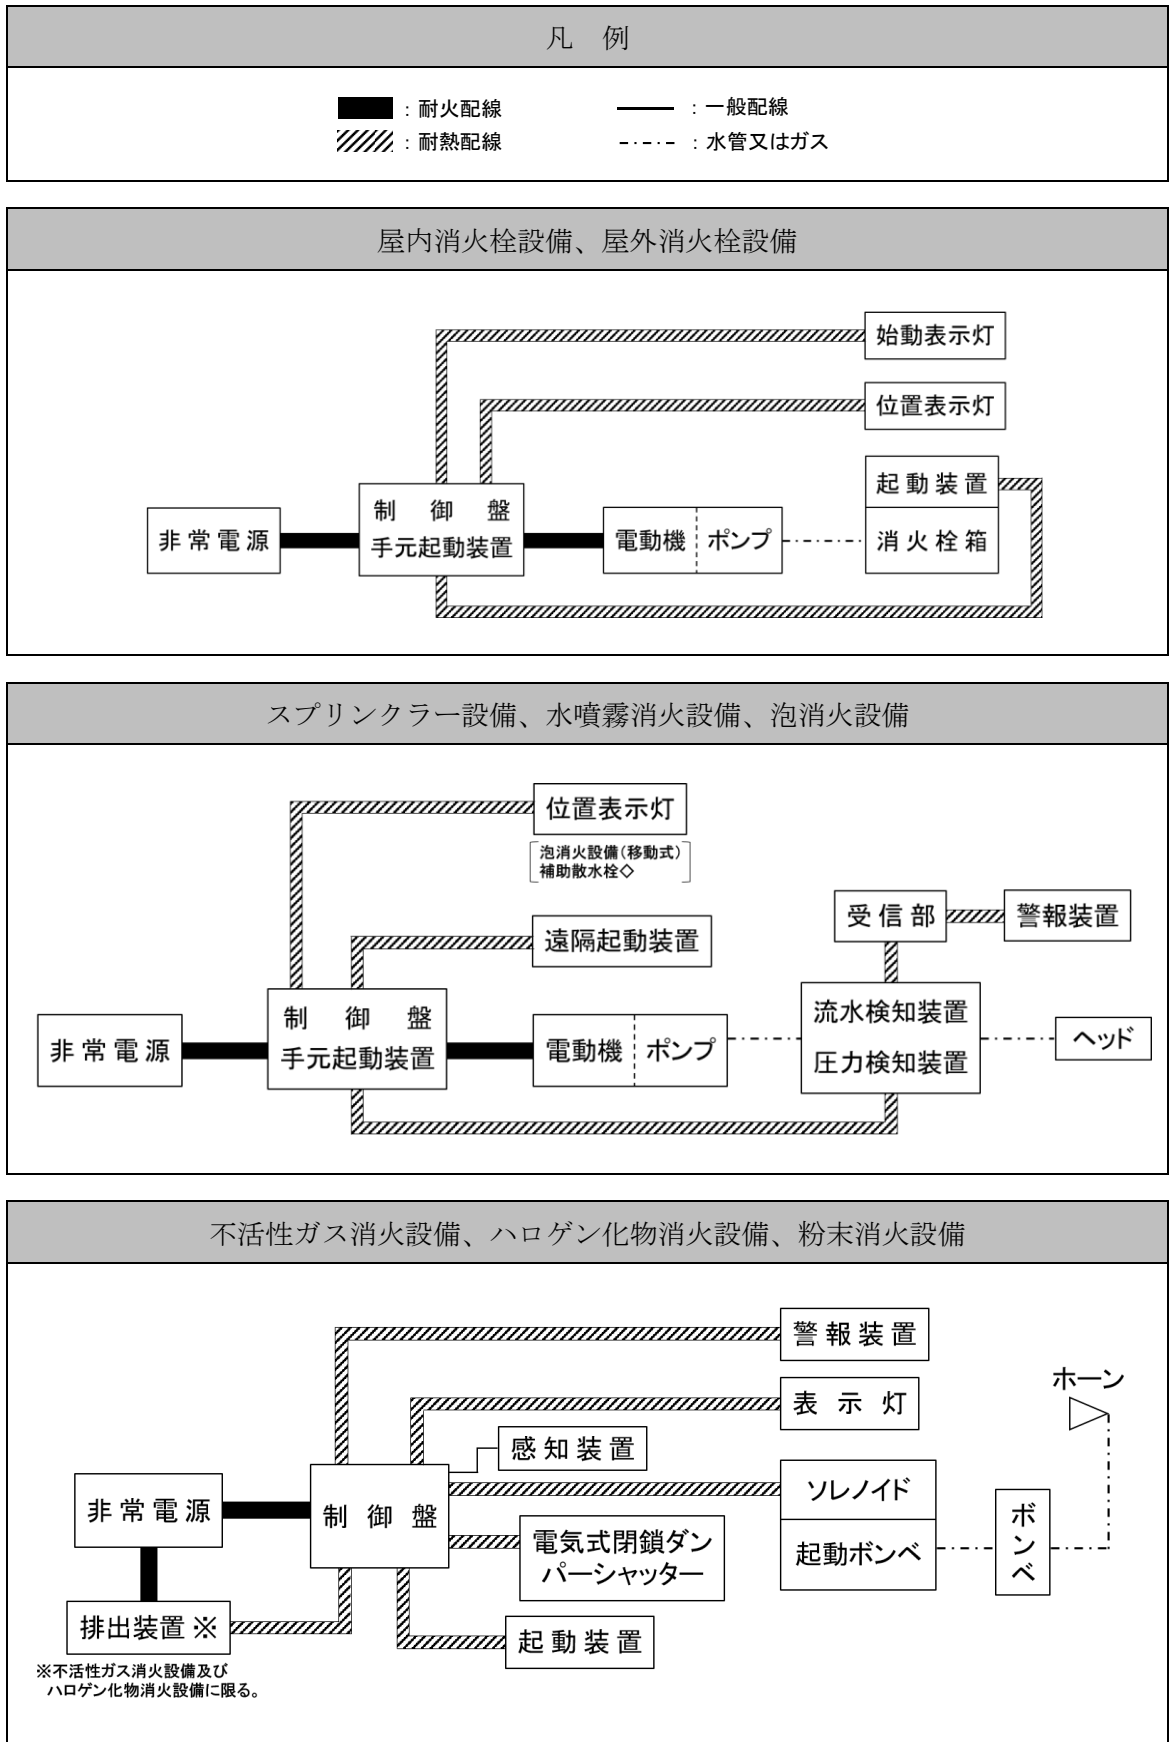 凡　例
：耐火配線
：一般配線
：耐熱配線
：水管又はガス
屋内消火栓設備、屋外消火栓設備
始動表示灯
位置表示灯
起動装置
消火栓箱
制御盤
手元起動装置
非常電源
電動機
ポンプ
スプリンクラー設備、水噴霧消火設備、泡消火設備
位置表示灯
泡消火設備（移動式）
補助散水栓◇
遠隔起動装置
受信部
警報装置
流水検知装置
圧力検知装置
ヘッド
制御盤
手元起動装置
非常電源
電動機
ポンプ
不活性ガス消火設備、ハロゲン化物消火設備、粉末消火設備
警報装置
表示灯
ホーン
感知装置
ソレノイド
起動ボンベ
ボンベ
非常電源
制御盤
電気式閉鎖ダン
パーシャッター
排出装置※
起動装置
※不活性ガス消火設備及び
ハロゲン化物消火設備に限る。